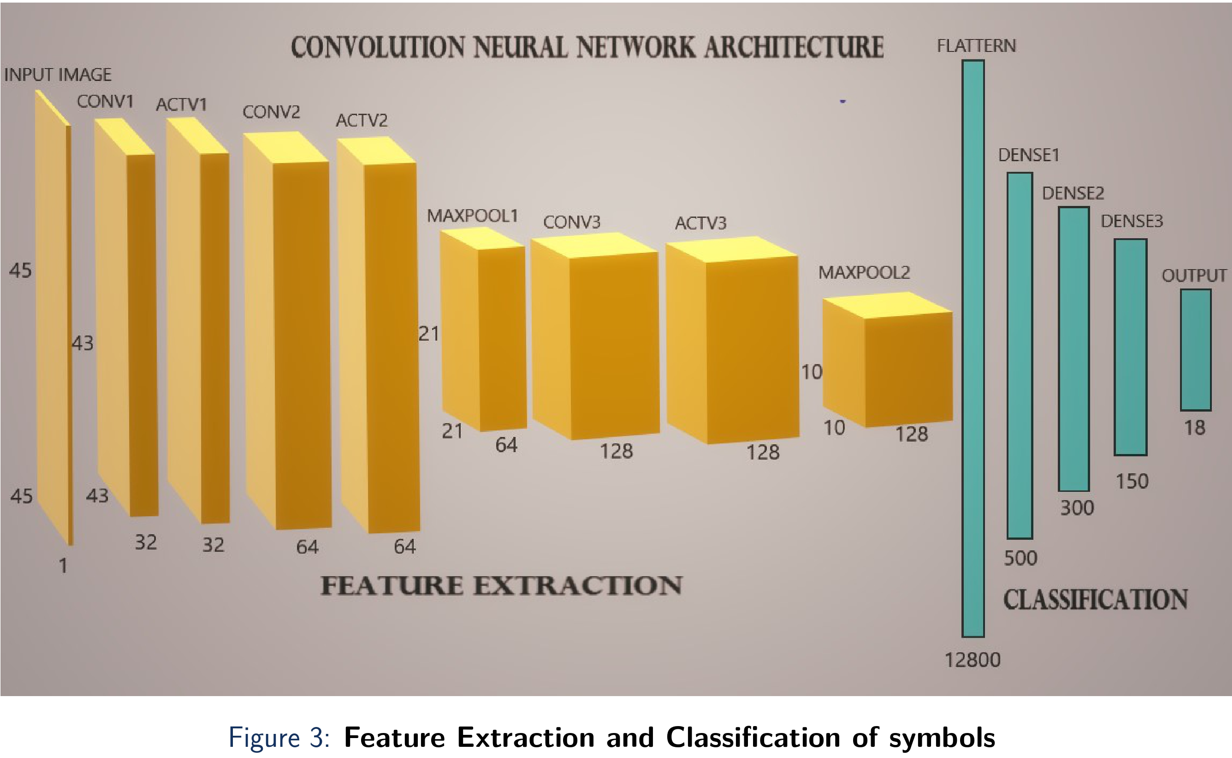 CONVOLUTION NEURAL NETWORK ARCHITECTURE
INPUT IMAGE
CONV1
ACTV1
CONV2
ACTV2
MAXPOOL1
CONV3
ACTV3
MAXPOOL2
FLATTERN
DENSE1
DENSE2
DENSE3
OUTPUT
45
43
21
10
45
43
21
10
1
32
32
64
64
64
128
128
128
12800
500
300
150
18
FEATURE EXTRACTION
CLASSIFICATION
Figure 3: Feature Extraction and Classification of symbols